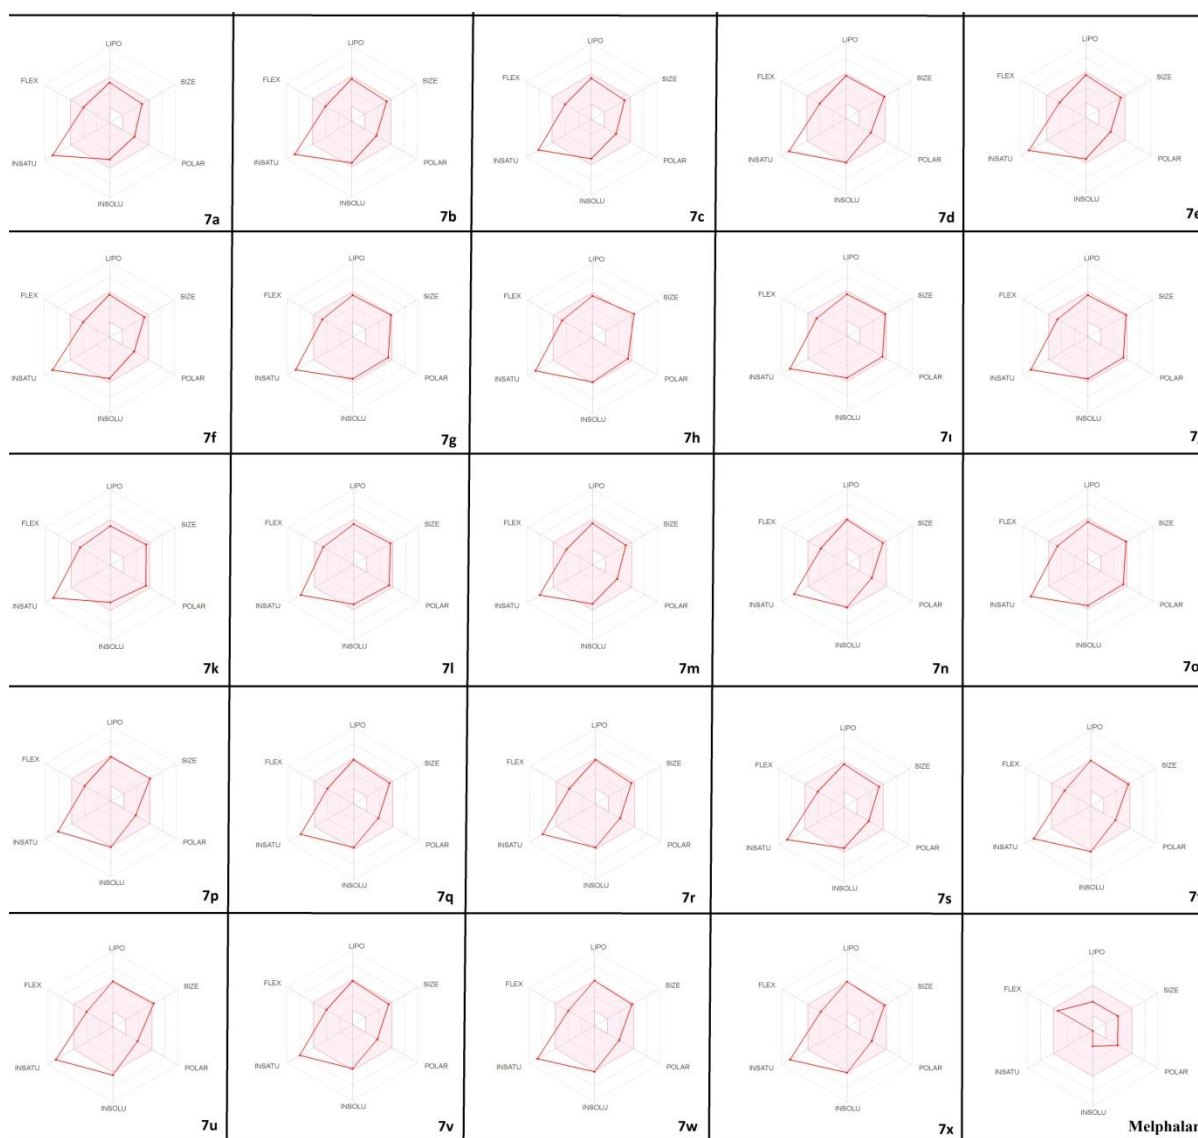 LIPO
FLEX
SIZE
INSATU
POLAR
INSOLU
7a
LIPO
FLEX
SIZE
INSATU
POLAR
INSOLU
7b
LIPO
FLEX
SIZE
INSATU
POLAR
INSOLU
7c
LIPO
FLEX
SIZE
INSATU
POLAR
INSOLU
7d
LIPO
FLEX
SIZE
INSATU
POLAR
INSOLU
7e
LIPO
FLEX
SIZE
INSATU
POLAR
INSOLU
7f
LIPO
FLEX
SIZE
INSATU
POLAR
INSOLU
7g
LIPO
FLEX
SIZE
INSATU
POLAR
INSOLU
7h
LIPO
FLEX
SIZE
INSATU
POLAR
INSOLU
7ı
LIPO
FLEX
SIZE
INSATU
POLAR
INSOLU
LIPO
FLEX
SIZE
INSATU
POLAR
INSOLU
7k
LIPO
FLEX
SIZE
INSATU
POLAR
INSOLU
7l
LIPO
FLEX
SIZE
INSATU
POLAR
INSOLU
7m
LIPO
FLEX
SIZE
INSATU
POLAR
INSOLU
7n
LIPO
FLEX
SIZE
INSATU
POLAR
INSOLU
7o
LIPO
FLEX
SIZE
INSATU
POLAR
INSOLU
7p
LIPO
FLEX
SIZE
INSATU
POLAR
INSOLU
7q
LIPO
FLEX
SIZE
INSATU
POLAR
INSOLU
7r
LIPO
FLEX
SIZE
INSATU
POLAR
INSOLU
7s
LIPO
FLEX
SIZE
INSATU
POLAR
INSOLU
LIPO
FLEX
SIZE
INSATU
POLAR
INSOLU
7u
LIPO
FLEX
SIZE
INSATU
POLAR
INSOLU
7v
LIPO
FLEX
SIZE
INSATU
POLAR
INSOLU
7w
LIPO
FLEX
SIZE
INSATU
POLAR
INSOLU
7x
LIPO
FLEX
SIZE
INSATU
POLAR
INSOLU
Melphalan